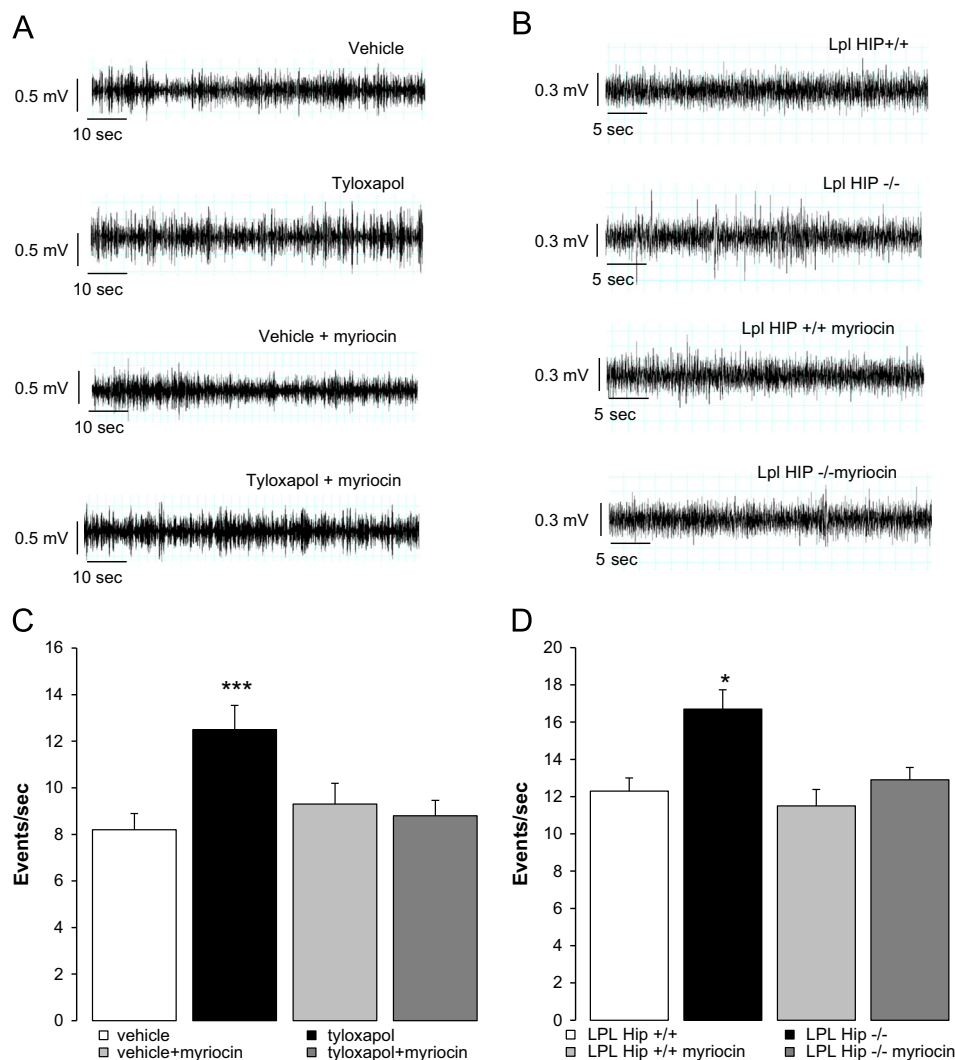 A
Vehicle
0.5 mV
10 sec
Tyloxapol
0.5 mV
10 sec
Vehicle + myriocin
0.5 mV
10 sec
Tyloxapol + myriocin
0.5 mV
10 sec
B
Lpl HIP+/+
0.3 mV
5 sec
Lpl HIP -/-
0.3 mV
5 sec
Lpl HIP +/+ myriocin
0.3 mV
5 sec
Lpl HIP -/-myriocin
0.3 mV
5 sec
C
16
14
12
10
8
6
4
2
0
Events/sec
***
vehicle
tyloxapol
vehicle+myriocin
tyloxapol+myriocin
D
20
18
16
14
12
10
8
6
4
2
0
Events/sec
*
LPL Hip +/+
LPL Hip -/-
LPL Hip +/+ myriocin
LPL Hip -/- myriocin